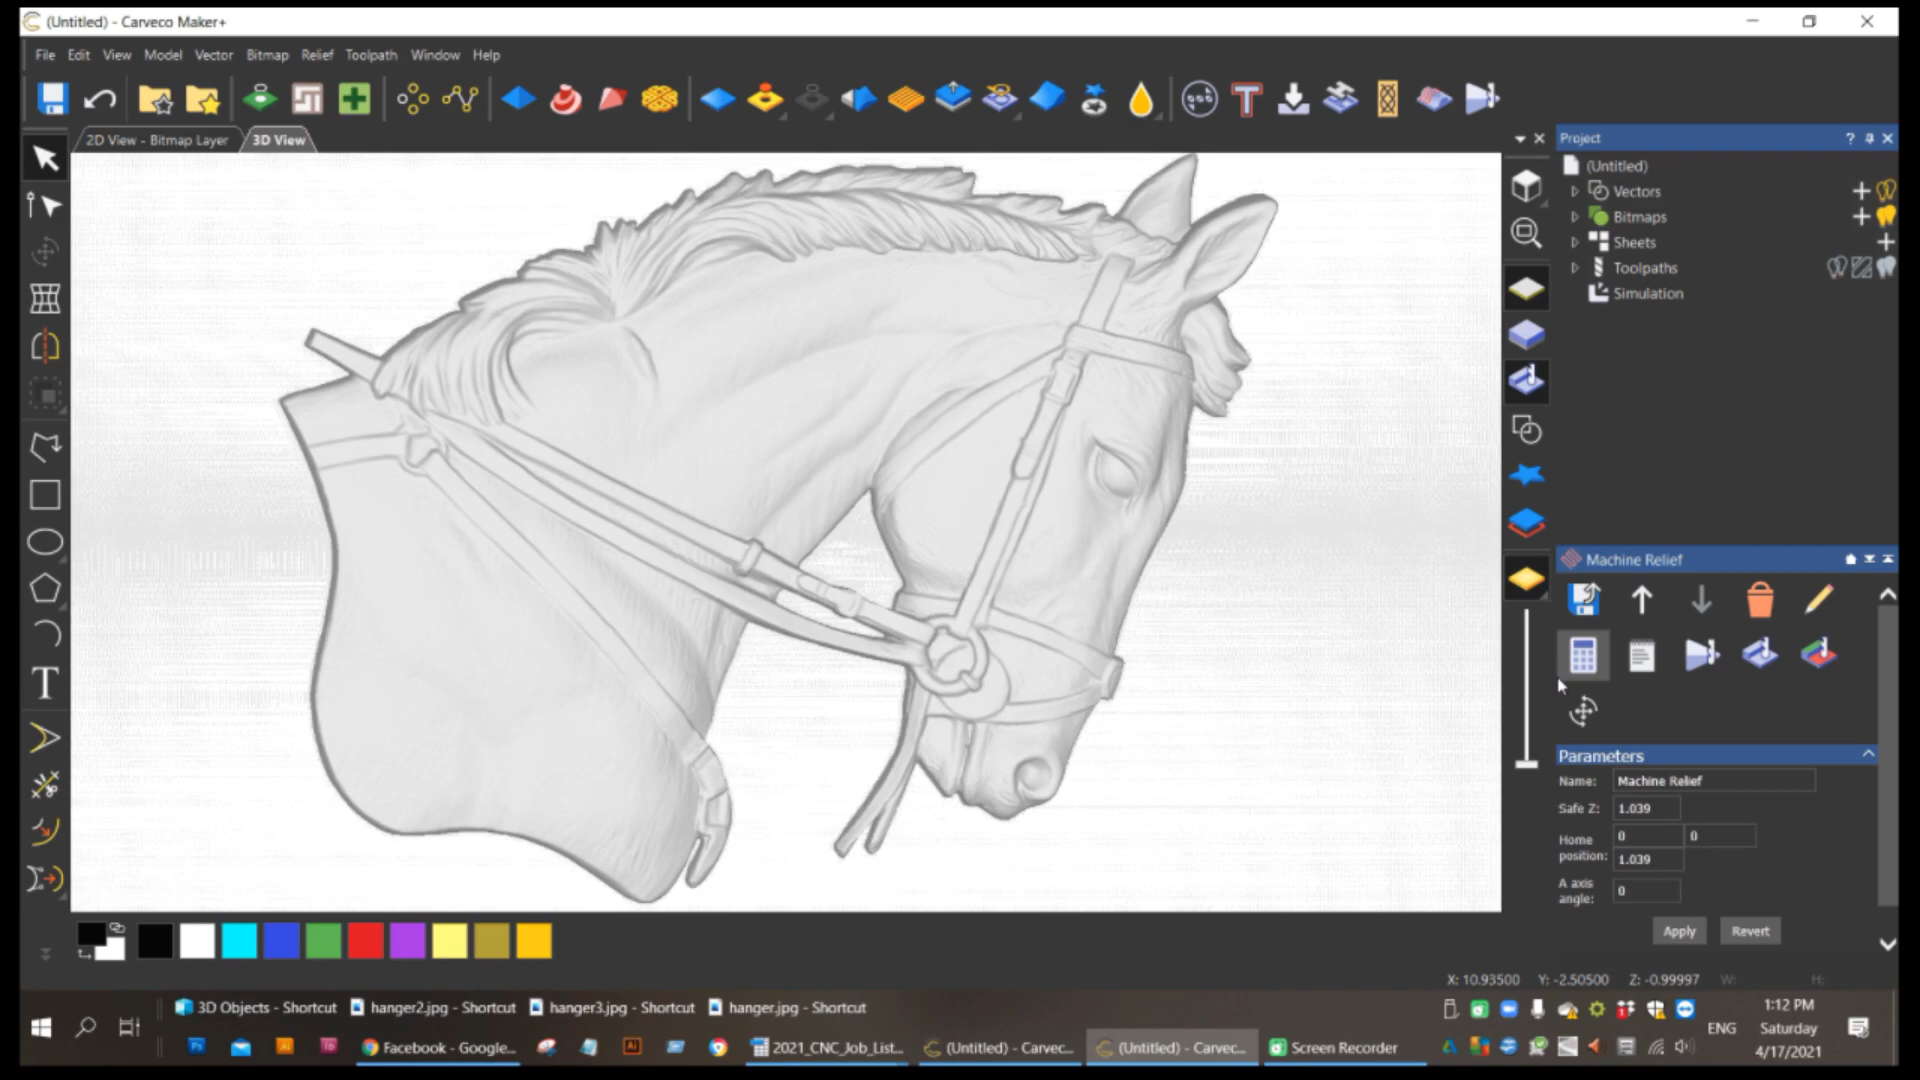 (Untitled) - Carveco Maker+
File Edit View Model Vector Bitmap Relief Toolpath Window Help
2D View - Bitmap Layer 3D View
Project
(Untitled)
Vectors
Bitmaps
Sheets
Toolpaths
Simulation
Machine Relief
Parameters
Name: Machine Relief
Safe Z: 1.039
Home position: 0 0
1.039
A axis angle: 0
Apply Revert
X: 10.93500 Y: -2.50500 Z: -0.99997 W: H:
3D Objects - Shortcut hanger2.jpg - Shortcut hanger3.jpg - Shortcut hanger.jpg - Shortcut
Facebook - Google... 2021_CNC_Job_List... (Untitled) - Carvec... (Untitled) - Carvec... Screen Recorder
ENG
1:12 PM
Saturday
4/17/2021